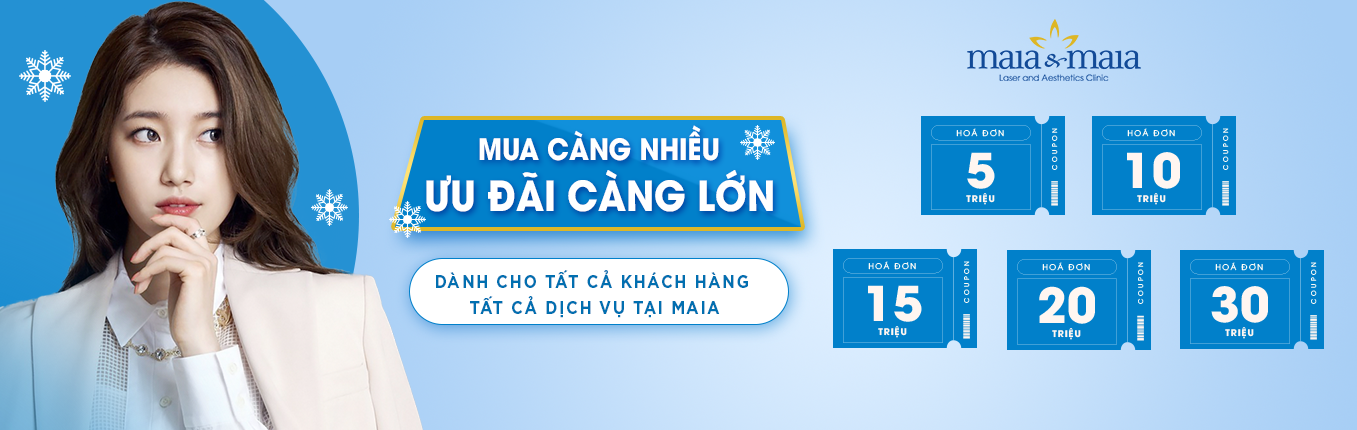 maia & maia
Laser and Aesthetics Clinic
MUA CÀNG NHIỀU
ƯU ĐÃI CÀNG LỚN
DÀNH CHO TẤT CẢ KHÁCH HÀNG
TẤT CẢ DỊCH VỤ TẠI MAIA
HOÁ ĐƠN
5
TRIỆU
COUPON
HOÁ ĐƠN
10
TRIỆU
COUPON
HOÁ ĐƠN
15
TRIỆU
COUPON
HOÁ ĐƠN
20
TRIỆU
COUPON
HOÁ ĐƠN
30
TRIỆU
COUPON